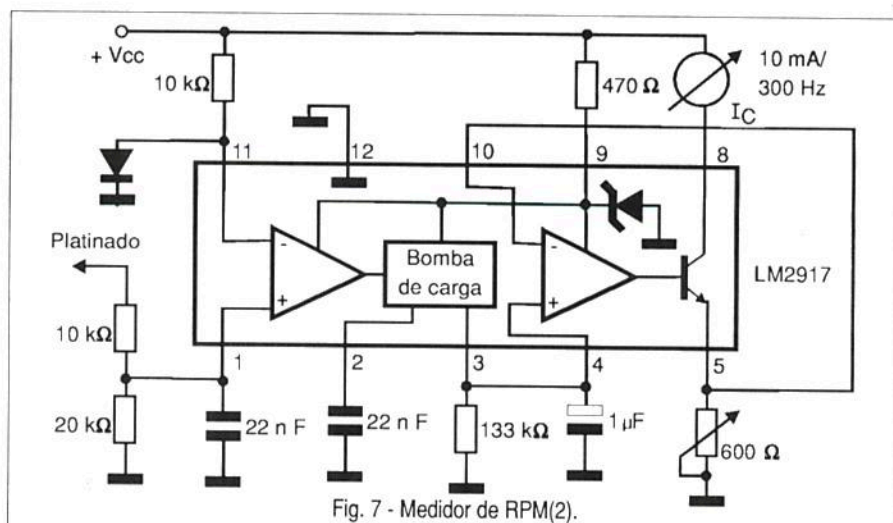 + Vcc
10 kΩ
470 Ω
10 mA/
300 Hz
I_C
11
12
10
9
8
Platinado
-
+
Bomba
de carga
-
+
LM2917
10 kΩ
1
2
3
4
5
20 kΩ
22 n F
22 n F
133 kΩ
1 µF
600 Ω
Fig. 7 - Medidor de RPM(2).